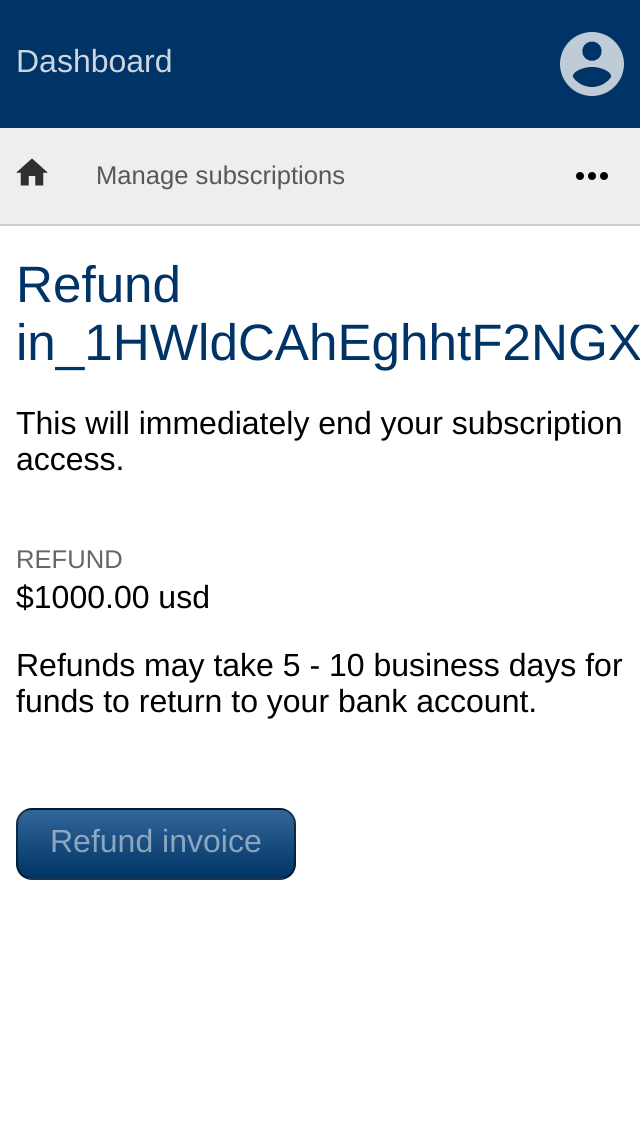 Dashboard
Manage subscriptions
Refund
in_1HWldCAhEghhtF2NGX
This will immediately end your subscription
access.
REFUND
$1000.00 usd
Refunds may take 5 - 10 business days for
funds to return to your bank account.
Refund invoice